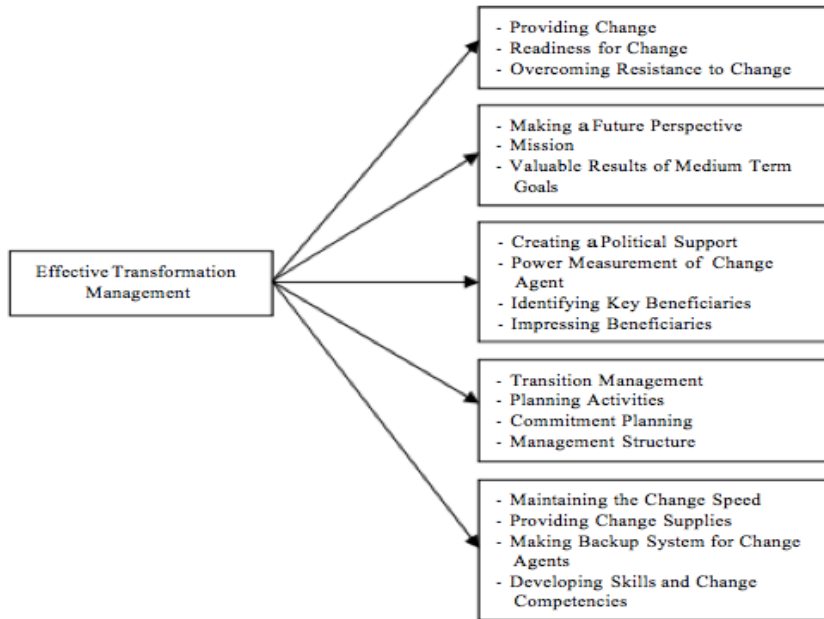 - Providing Change
- Readiness for Change
- Overcoming Resistance to Change
- Making a Future Perspective
- Mission
- Valuable Results of Medium Term
Goals
Effective Transformation
Management
- Creating a Political Support
- Power Measurement of Change
Agent
- Identifying Key Beneficiaries
- Impressing Beneficiaries
- Transition Management
- Planning Activities
- Commitment Planning
- Management Structure
- Maintaining the Change Speed
- Providing Change Supplies
- Making Backup System for Change
Agents
- Developing Skills and Change
Competencies